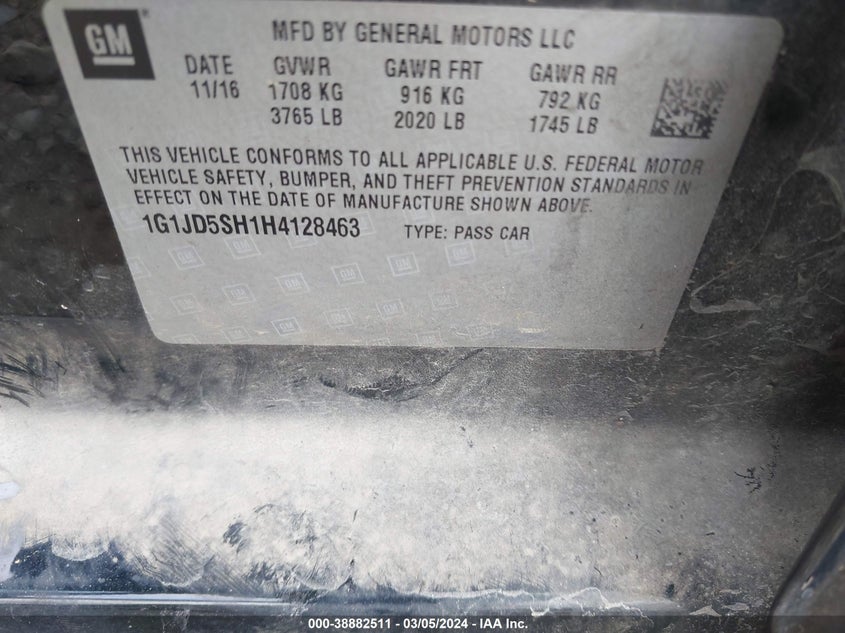 GM
MFD BY GENERAL MOTORS LLC
DATE GVWR GAWR FRT GAWR RR
11/16 1708 KG 916 KG 792 KG
3765 LB 2020 LB 1745 LB
THIS VEHICLE CONFORMS TO ALL APPLICABLE U.S. FEDERAL MOTOR
VEHICLE SAFETY, BUMPER, AND THEFT PREVENTION STANDARDS IN
EFFECT ON THE DATE OF MANUFACTURE SHOWN ABOVE.
1G1JD5SH1H4128463 TYPE: PASS CAR
000-38882511 - 03/05/2024 - IAA Inc.